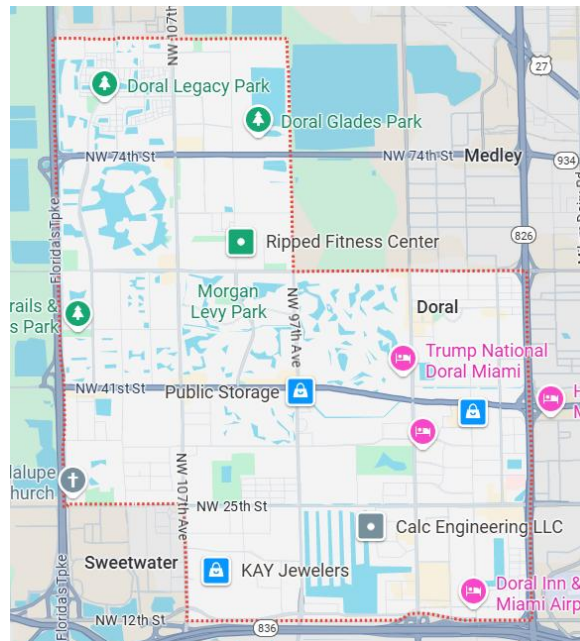 NW 107th
27
Doral Legacy Park
Doral Glades Park
NW 74th St
NW 74th St
Medley
934
Florida's Tpke
826
Ripped Fitness Center
Morgan
Levy Park
NW 97th Ave
Doral
rails &
s Park
Trump National
Doral Miami
NW 41st St
Public Storage
H
M
alupe
hurch
NW 107th Ave
NW 25th St
Calc Engineering LLC
Sweetwater
KAY Jewelers
Florida's Tpke
Doral Inn &
Miami Airp
NW 12th St
836